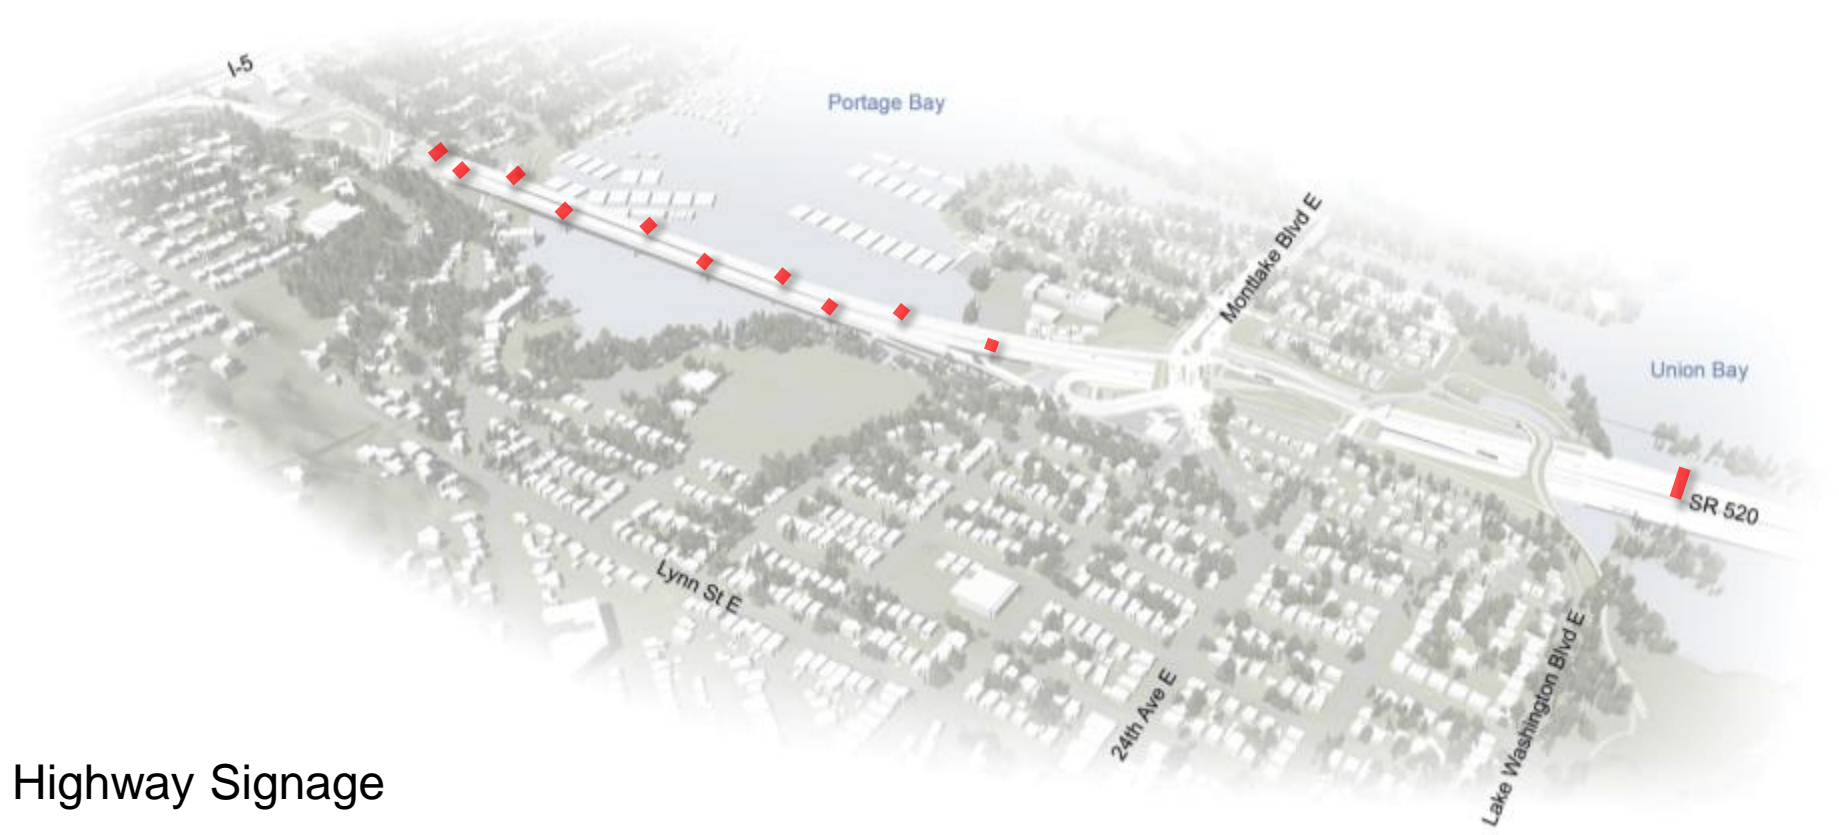 I-5
Portage Bay
Montlake Blvd E
Union Bay
SR 520
Lynn St E
24th Ave E
Lake Washington Blvd E
Highway Signage